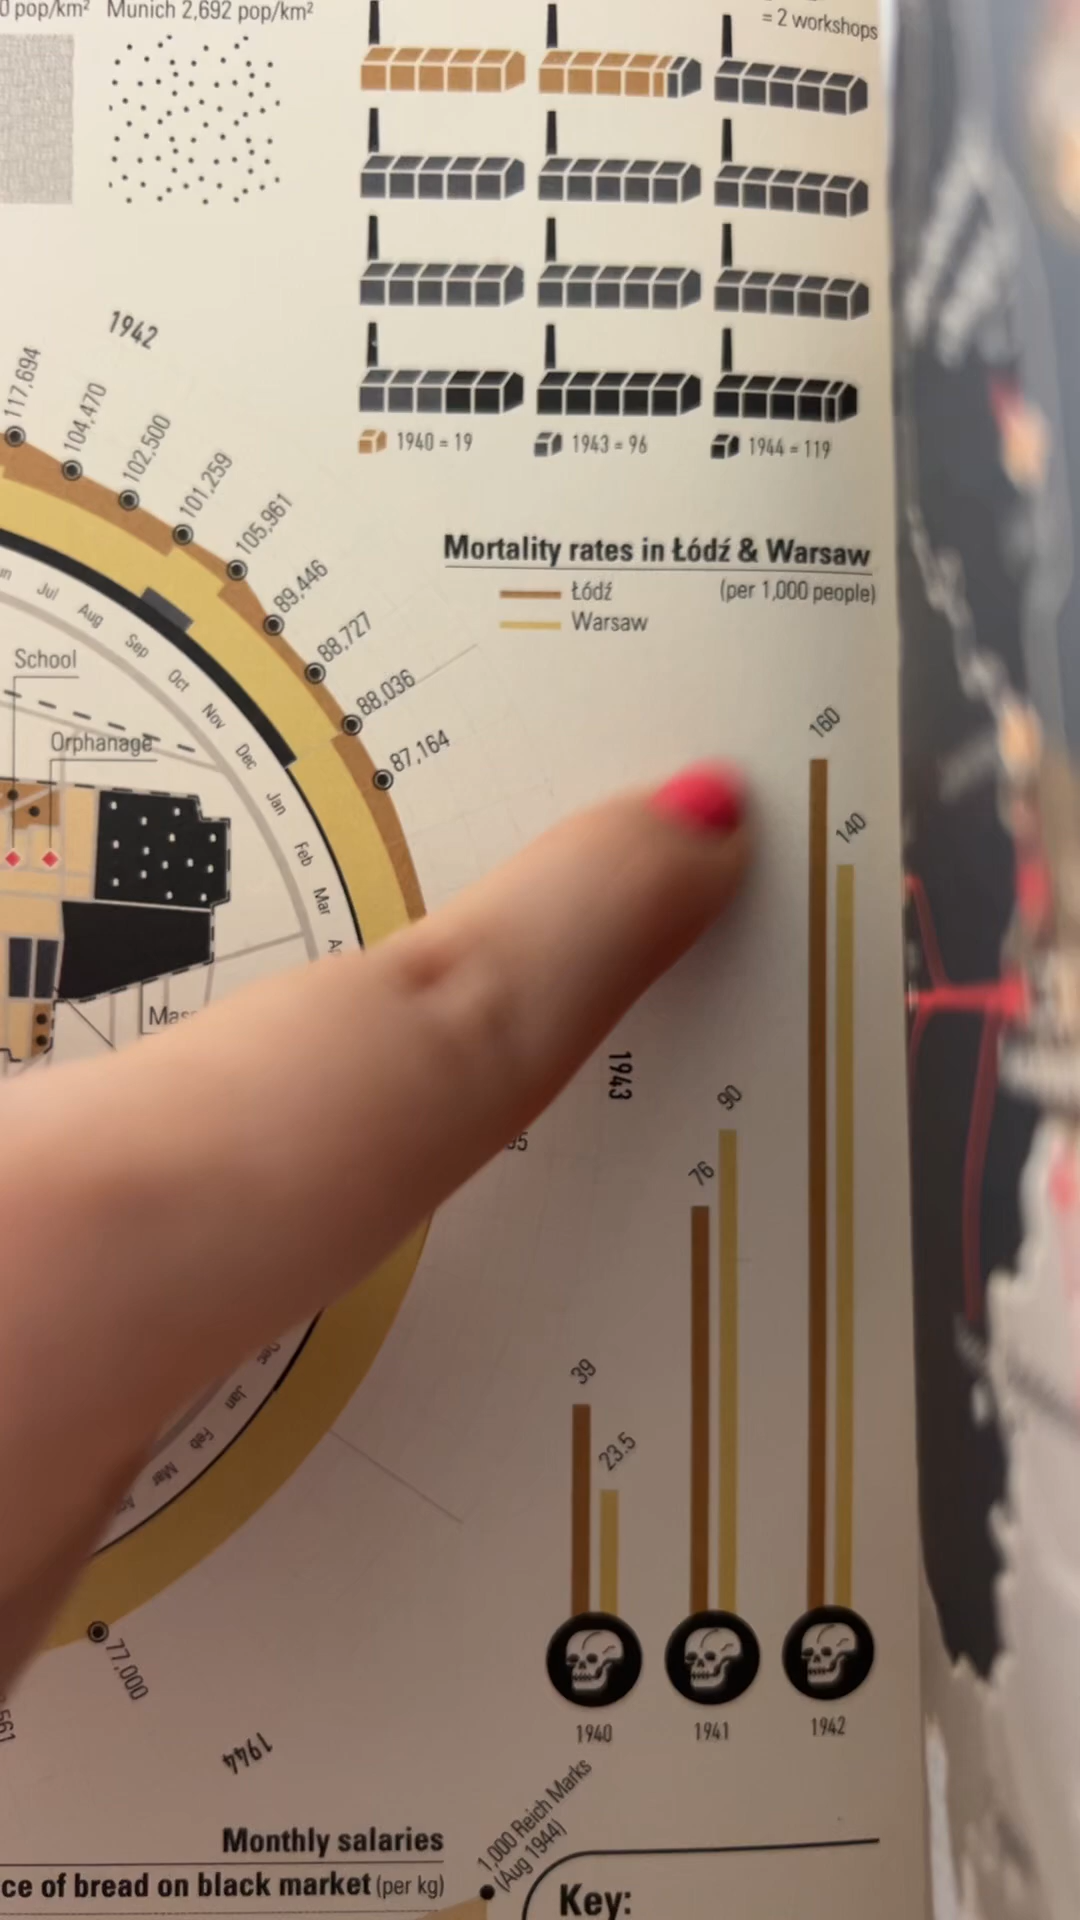 0 pop/km² Munich 2,692 pop/km²
= 2 workshops
1940 = 19
1943 = 96
1944 = 119
1942
117,694
104,470
102,500
101,259
105,961
89,446
88,727
88,036
87,164
Jul
Aug
Sep
Oct
Nov
Dec
Jan
Feb
Mar
School
Orphanage
Mortality rates in Łódź & Warsaw
(per 1,000 people)
Łódź
Warsaw
160
140
1943
90
76
39
23.5
Dec
Jan
Feb
Mar
77,000
561
1944
1940
1941
1942
Monthly salaries
1,000 Reich Marks
(Aug 1944)
ce of bread on black market (per kg)
Key: